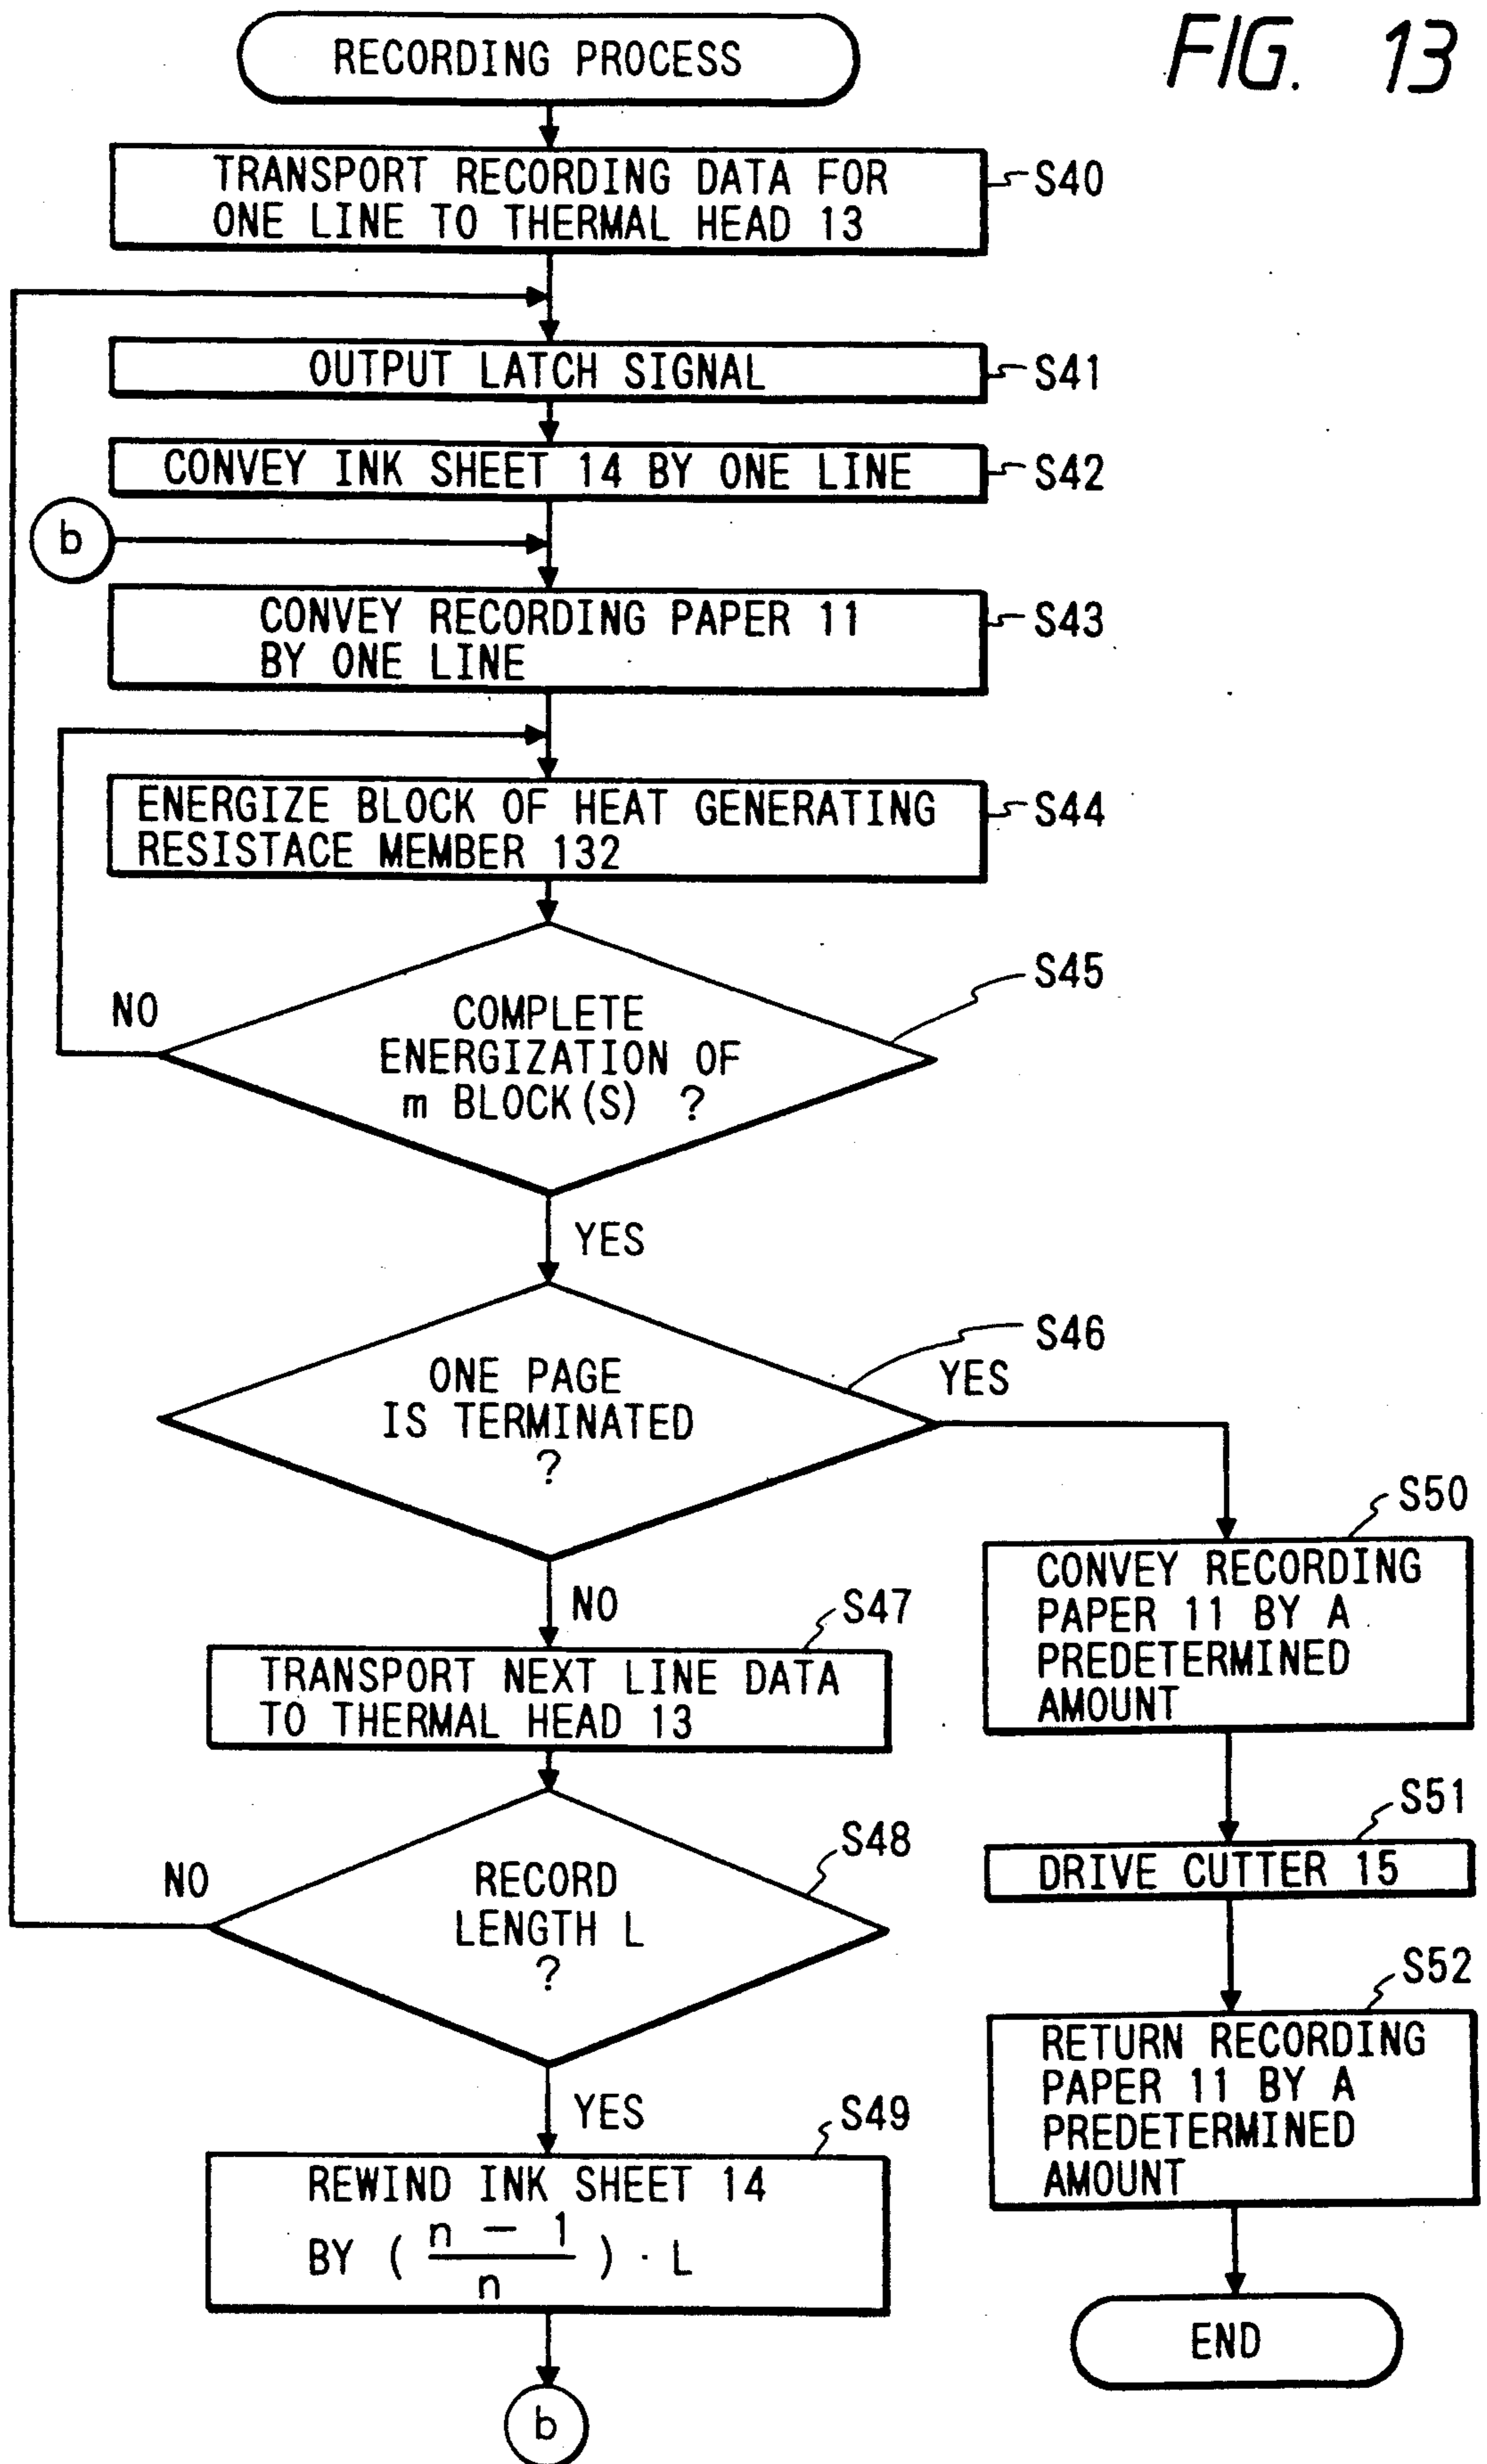 FIG. 13
RECORDING PROCESS
TRANSPORT RECORDING DATA FOR
ONE LINE TO THERMAL HEAD 13
S40
OUTPUT LATCH SIGNAL
S41
CONVEY INK SHEET 14 BY ONE LINE
S42
b
CONVEY RECORDING PAPER 11
BY ONE LINE
S43
ENERGIZE BLOCK OF HEAT GENERATING
RESISTACE MEMBER 132
S44
COMPLETE
ENERGIZATION OF
m BLOCK(S) ?
S45
NO
YES
ONE PAGE
IS TERMINATED
?
S46
YES
NO
TRANSPORT NEXT LINE DATA
TO THERMAL HEAD 13
S47
RECORD
LENGTH L
?
S48
NO
YES
REWIND INK SHEET 14
BY ( n - 1 / n ) · L
S49
b
CONVEY RECORDING
PAPER 11 BY A
PREDETERMINED
AMOUNT
S50
DRIVE CUTTER 15
S51
RETURN RECORDING
PAPER 11 BY A
PREDETERMINED
AMOUNT
S52
END